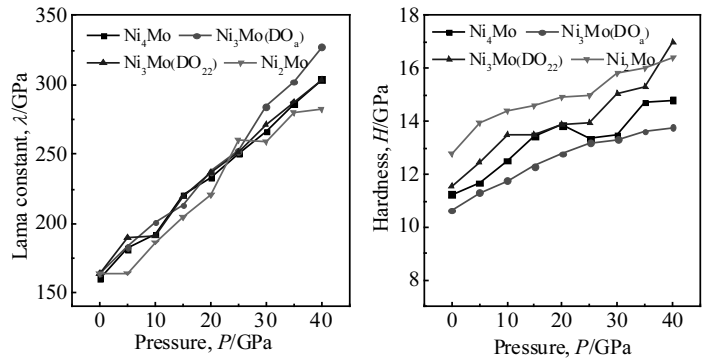 Ni₄Mo Ni₃Mo(DOₐ)
Ni₃Mo(DO₂₂) Ni₂Mo
350
300
250
200
150
Lama constant, λ/GPa
0 10 20 30 40
Pressure, P/GPa
Ni₄Mo Ni₃Mo(DOₐ)
Ni₃Mo(DO₂₂) Ni₂Mo
18
16
14
12
10
8
Hardness, H/GPa
0 10 20 30 40
Pressure, P/GPa